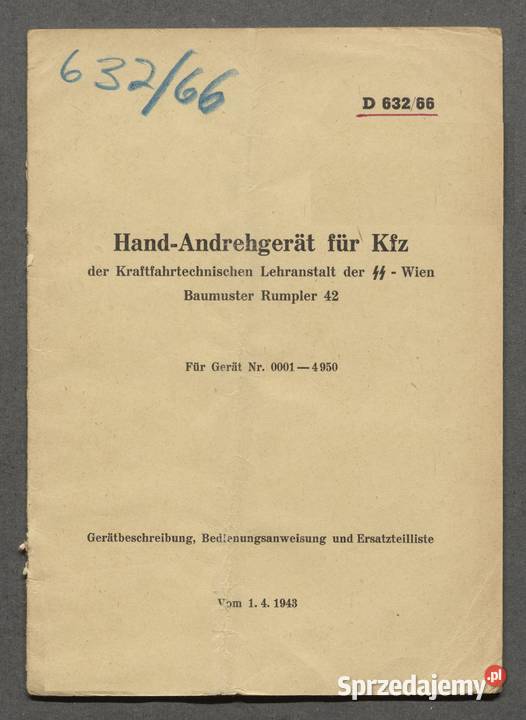 632/66
D 632/66
Hand-Andrehgerät für Kfz
der Kraftfahrtechnischen Lehranstalt der ϟϟ - Wien
Baumuster Rumpler 42
Für Gerät Nr. 0001—4950
Gerätbeschreibung, Bedienungsanweisung und Ersatzteilliste
Vom 1. 4. 1943
Sprzedajemy.pl